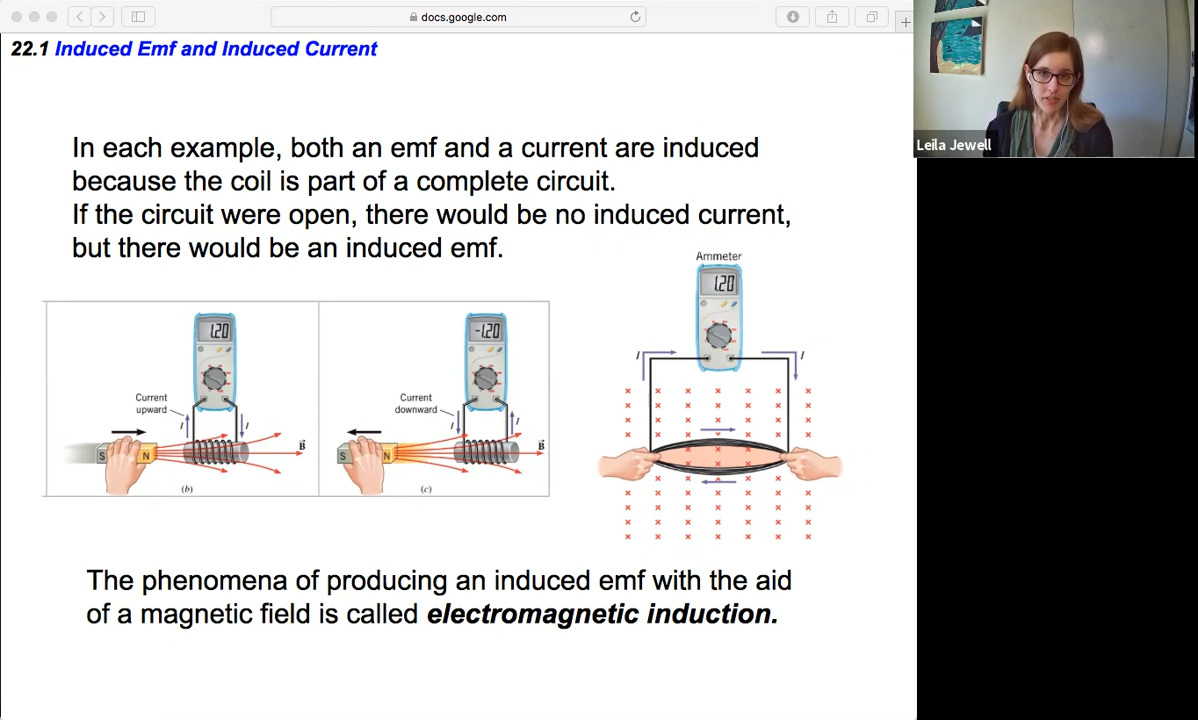 docs.google.com
22.1 Induced Emf and Induced Current
Leila Jewell
In each example, both an emf and a current are induced
because the coil is part of a complete circuit.
If the circuit were open, there would be no induced current,
but there would be an induced emf.
Ammeter
1.20
I
I
1.20
Current
upward
I
I
S
N
B
(b)
-1.20
Current
downward
I
I
S
N
B
(c)
The phenomena of producing an induced emf with the aid
of a magnetic field is called electromagnetic induction.